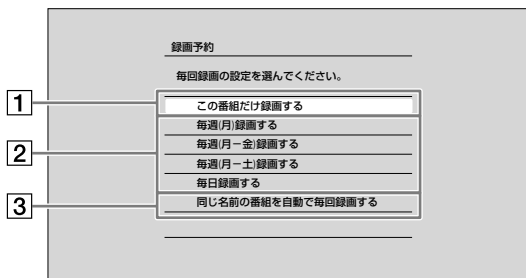 録画予約
毎回録画の設定を選んでください。
1
この番組だけ録画する
2
毎週(月)録画する
毎週(月－金)録画する
毎週(月－土)録画する
毎日録画する
3
同じ名前の番組を自動で毎回録画する